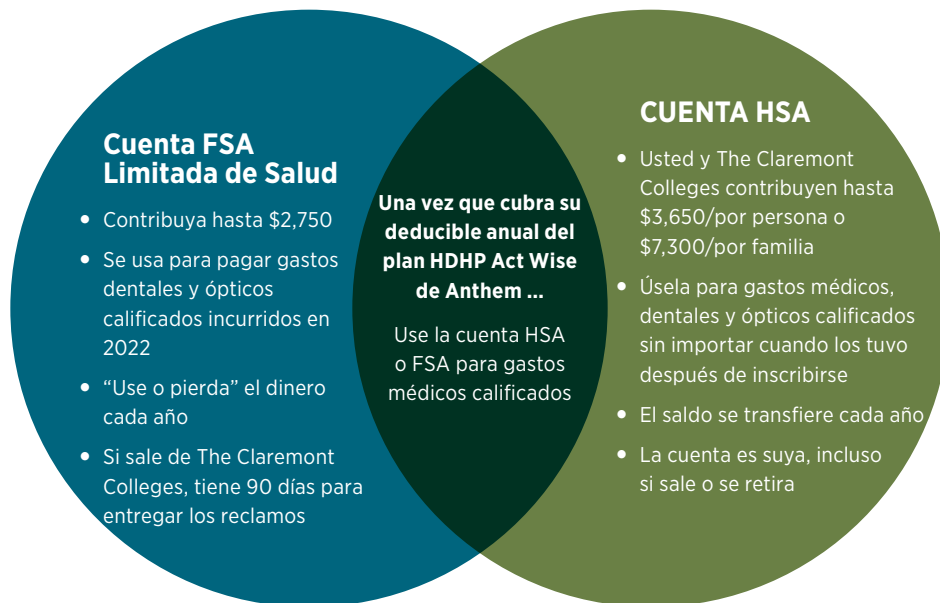 Cuenta FSA
Limitada de Salud
• Contribuya hasta $2,750
• Se usa para pagar gastos
dentales y ópticos
calificados incurridos en
2022
• “Use o pierda” el dinero
cada año
• Si sale de The Claremont
Colleges, tiene 90 días para
entregar los reclamos
Una vez que cubra su
deducible anual del
plan HDHP Act Wise
de Anthem ...
Use la cuenta HSA
o FSA para gastos
médicos calificados
CUENTA HSA
• Usted y The Claremont
Colleges contribuyen hasta
$3,650/por persona o
$7,300/por familia
• Úsela para gastos médicos,
dentales y ópticos calificados
sin importar cuando los tuvo
después de inscribirse
• El saldo se transfiere cada año
• La cuenta es suya, incluso
si sale o se retira